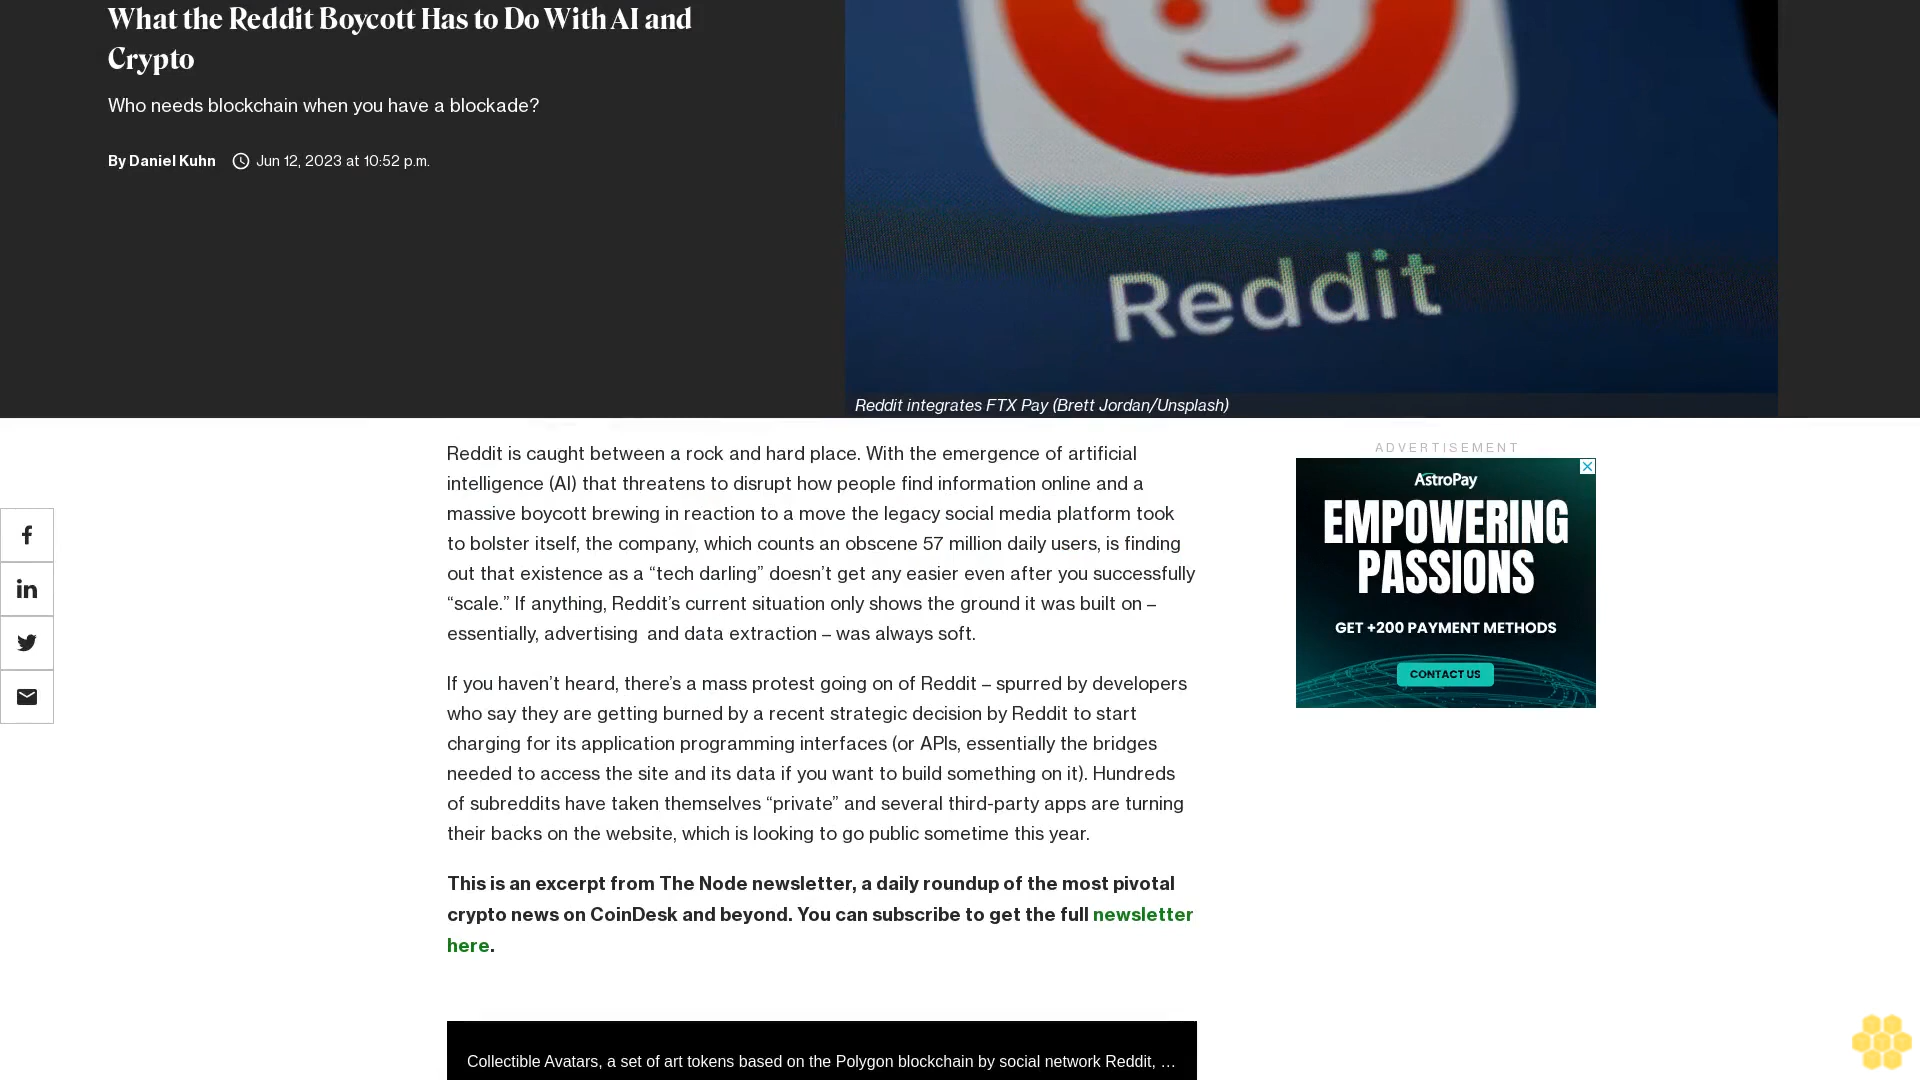 What the Reddit Boycott Has to Do With AI and
Crypto
Who needs blockchain when you have a blockade?
By Daniel Kuhn Jun 12, 2023 at 10:52 p.m.
Reddit
Reddit integrates FTX Pay (Brett Jordan/Unsplash)
Reddit is caught between a rock and hard place. With the emergence of artificial
intelligence (AI) that threatens to disrupt how people find information online and a
massive boycott brewing in reaction to a move the legacy social media platform took
to bolster itself, the company, which counts an obscene 57 million daily users, is finding
out that existence as a “tech darling” doesn’t get any easier even after you successfully
“scale.” If anything, Reddit’s current situation only shows the ground it was built on –
essentially, advertising  and data extraction – was always soft.
If you haven’t heard, there’s a mass protest going on of Reddit – spurred by developers
who say they are getting burned by a recent strategic decision by Reddit to start
charging for its application programming interfaces (or APIs, essentially the bridges
needed to access the site and its data if you want to build something on it). Hundreds
of subreddits have taken themselves “private” and several third-party apps are turning
their backs on the website, which is looking to go public sometime this year.
This is an excerpt from The Node newsletter, a daily roundup of the most pivotal
crypto news on CoinDesk and beyond. You can subscribe to get the full newsletter
here.
Collectible Avatars, a set of art tokens based on the Polygon blockchain by social network Reddit, …
ADVERTISEMENT
AstroPay
EMPOWERING
PASSIONS
GET +200 PAYMENT METHODS
CONTACT US